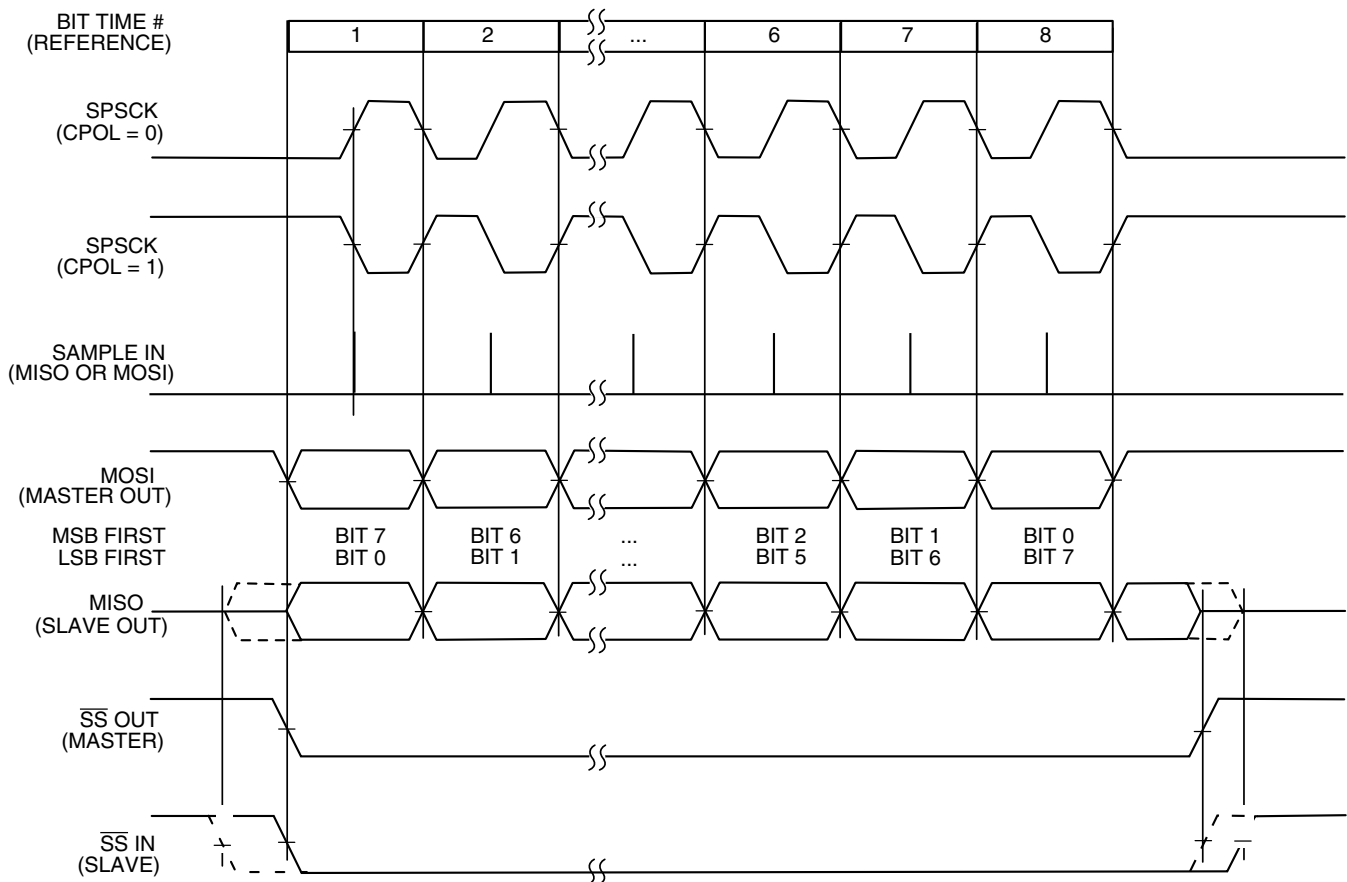 BIT TIME #
(REFERENCE)
1 2 ... 6 7 8
SPSCK
(CPOL = 0)
SPSCK
(CPOL = 1)
SAMPLE IN
(MISO OR MOSI)
MOSI
(MASTER OUT)
MSB FIRST BIT 7 BIT 6 ... BIT 2 BIT 1 BIT 0
LSB FIRST BIT 0 BIT 1 ... BIT 5 BIT 6 BIT 7
MISO
(SLAVE OUT)
S̅S̅ OUT
(MASTER)
S̅S̅ IN
(SLAVE)